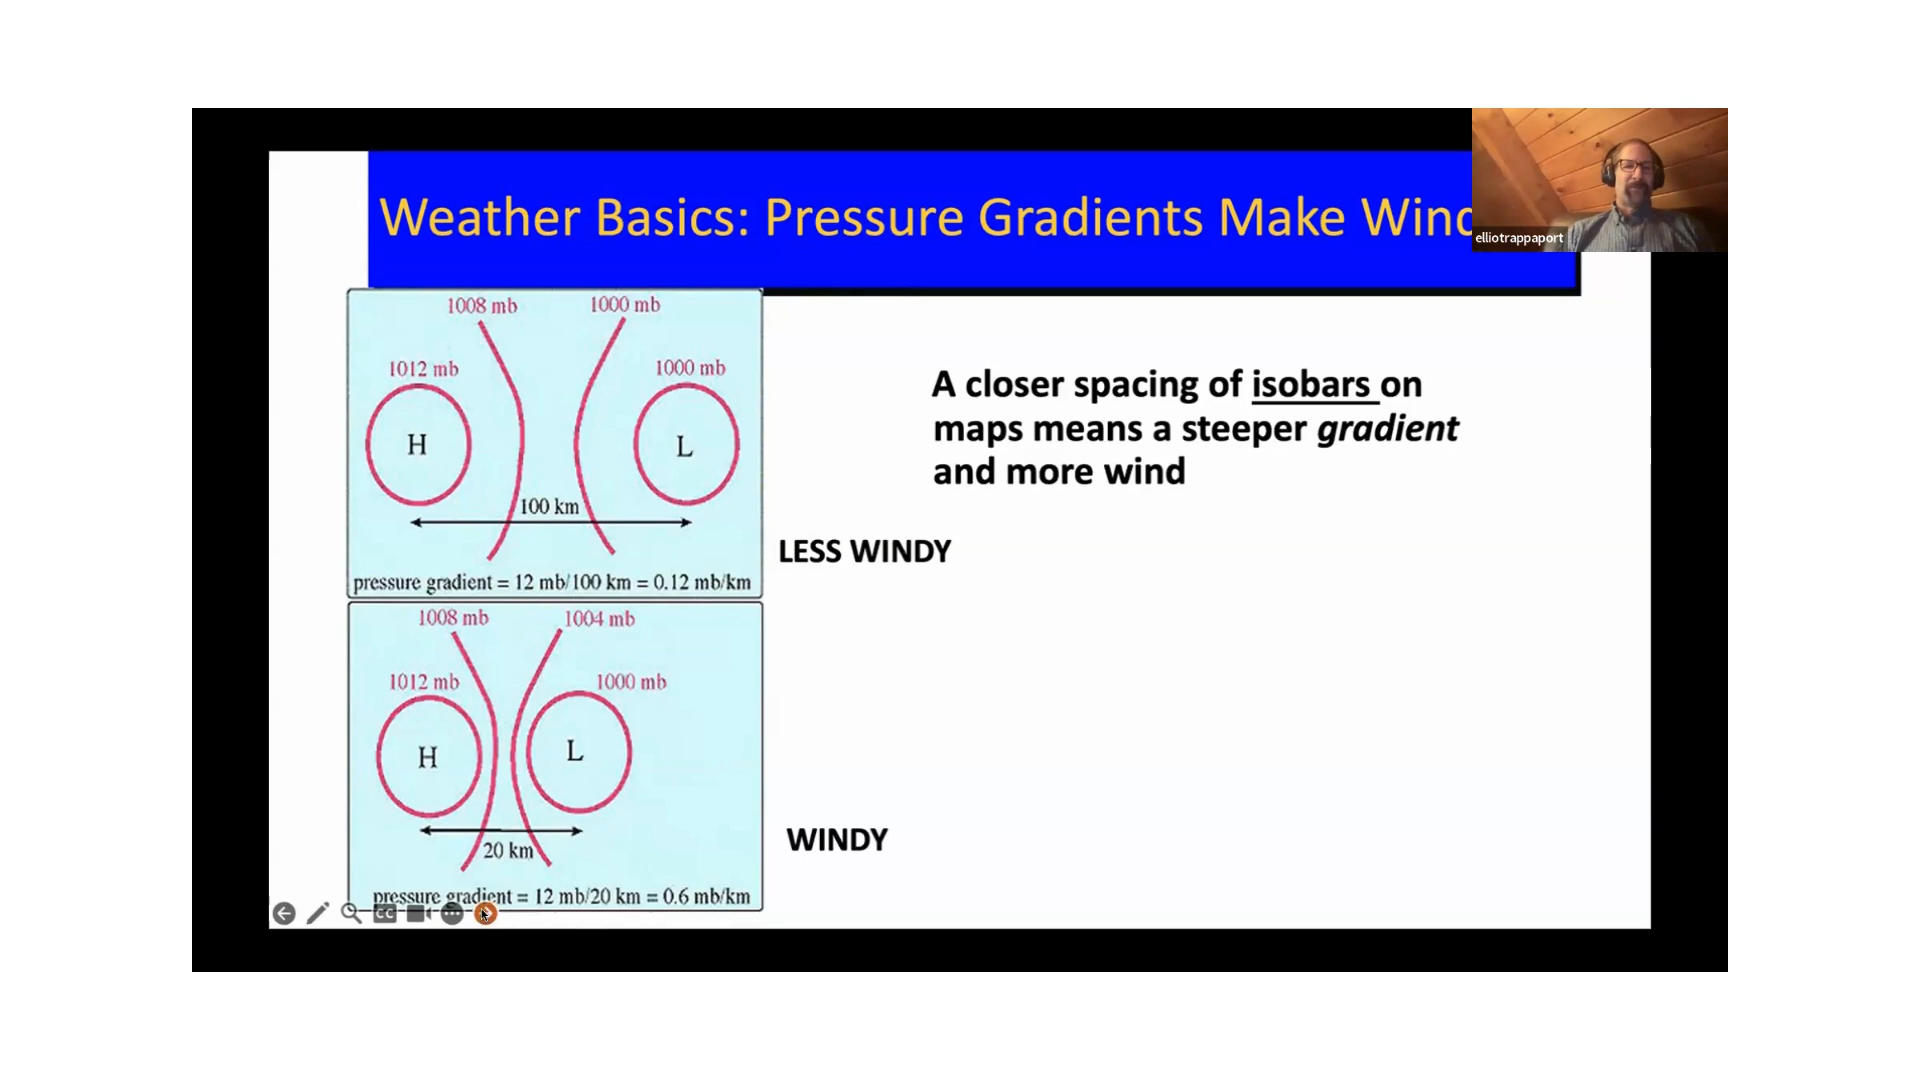 Weather Basics: Pressure Gradients Make Wind
elliotrappaport
1008 mb
1000 mb
1012 mb
1000 mb
H
L
100 km
pressure gradient = 12 mb/100 km = 0.12 mb/km
A closer spacing of isobars on
maps means a steeper gradient
and more wind
LESS WINDY
1008 mb
1004 mb
1012 mb
1000 mb
H
L
20 km
pressure gradient = 12 mb/20 km = 0.6 mb/km
WINDY
CC